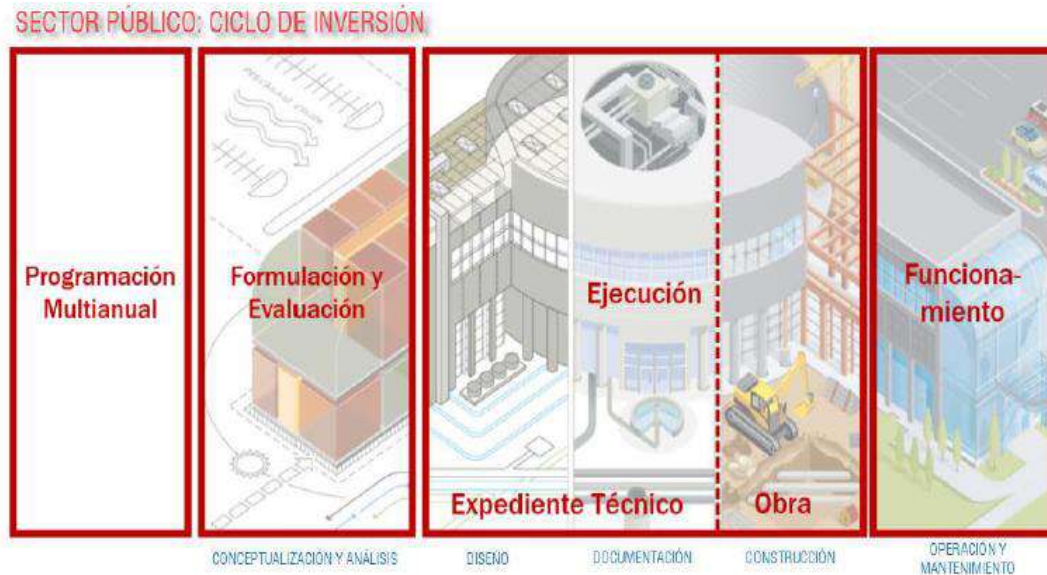 SECTOR PÚBLICO: CICLO DE INVERSIÓN
Programación
Multianual
Formulación y
Evaluación
Ejecución
Expediente Técnico
Obra
Funciona-
miento
CONCEPTUALIZACIÓN Y ANÁLISIS
DISEÑO
DOCUMENTACIÓN
CONSTRUCCIÓN
OPERACIÓN Y
MANTENIMIENTO